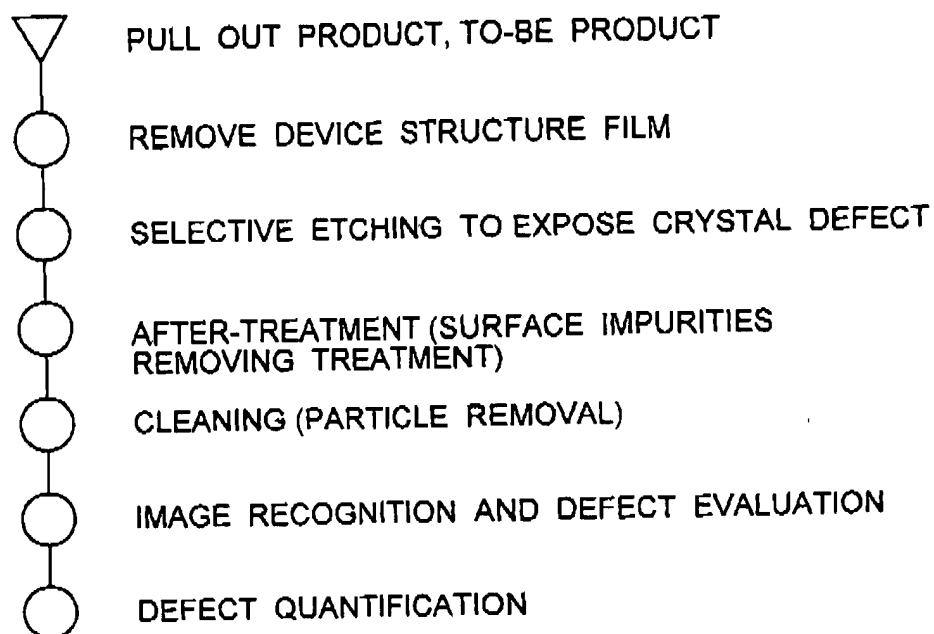 PULL OUT PRODUCT, TO-BE PRODUCT
REMOVE DEVICE STRUCTURE FILM
SELECTIVE ETCHING TO EXPOSE CRYSTAL DEFECT
AFTER-TREATMENT (SURFACE IMPURITIES
REMOVING TREATMENT)
CLEANING (PARTICLE REMOVAL)
IMAGE RECOGNITION AND DEFECT EVALUATION
DEFECT QUANTIFICATION